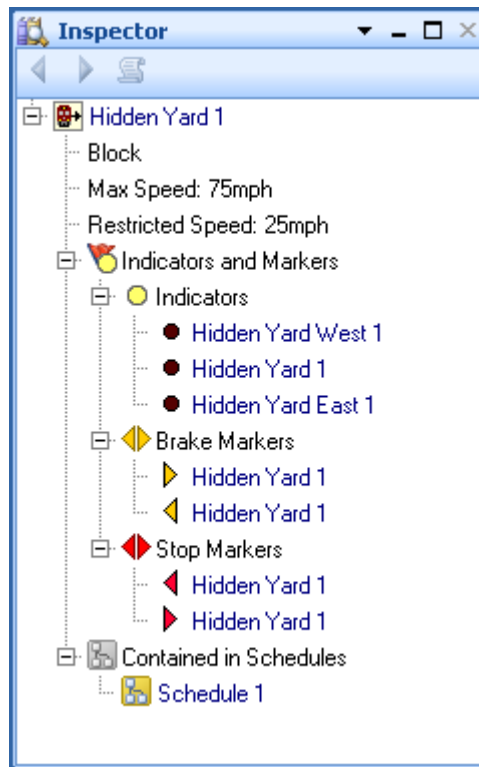 Inspector
Hidden Yard 1
Block
Max Speed: 75mph
Restricted Speed: 25mph
Indicators and Markers
Indicators
Hidden Yard West 1
Hidden Yard 1
Hidden Yard East 1
Brake Markers
Hidden Yard 1
Hidden Yard 1
Stop Markers
Hidden Yard 1
Hidden Yard 1
Contained in Schedules
Schedule 1